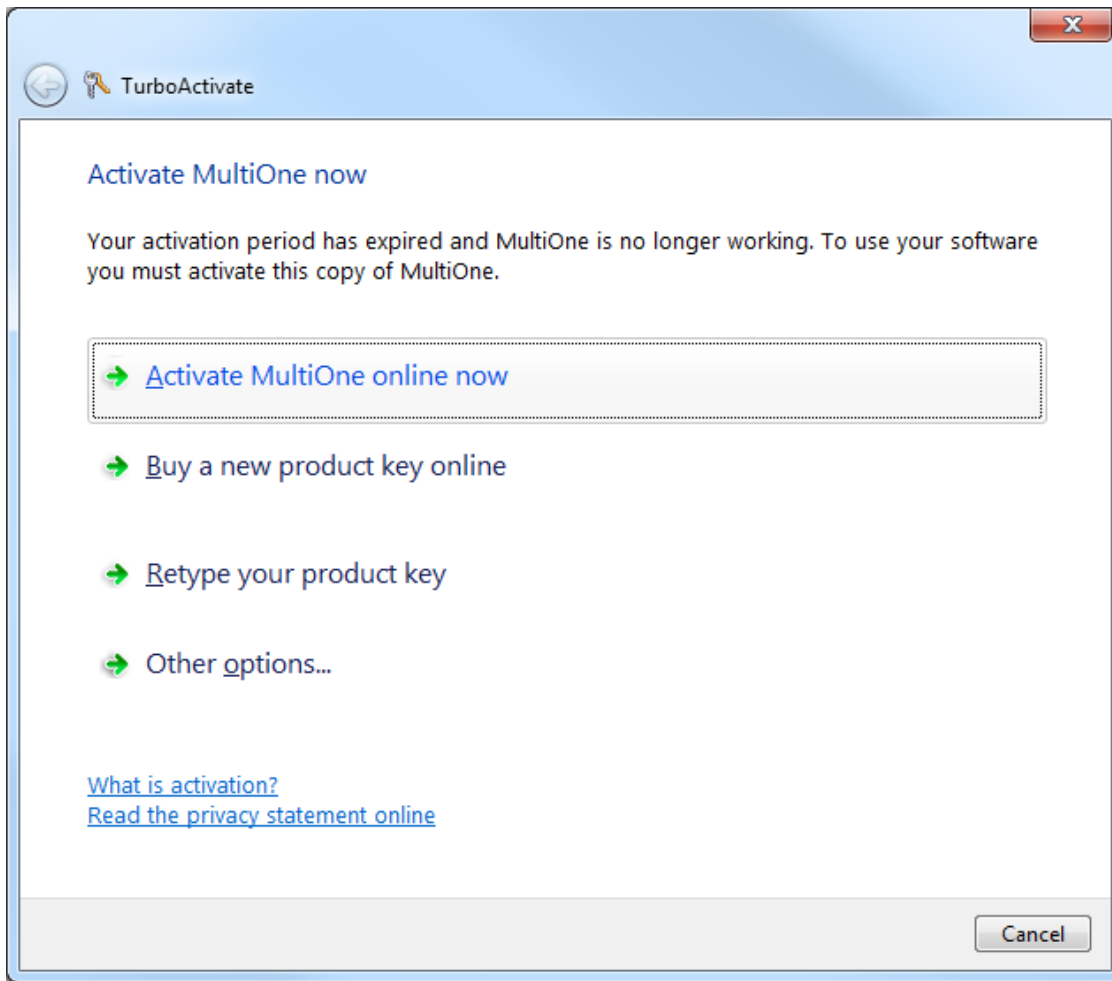 TurboActivate
Activate MultiOne now
Your activation period has expired and MultiOne is no longer working. To use your software
you must activate this copy of MultiOne.
Activate MultiOne online now
Buy a new product key online
Retype your product key
Other options...
What is activation?
Read the privacy statement online
Cancel